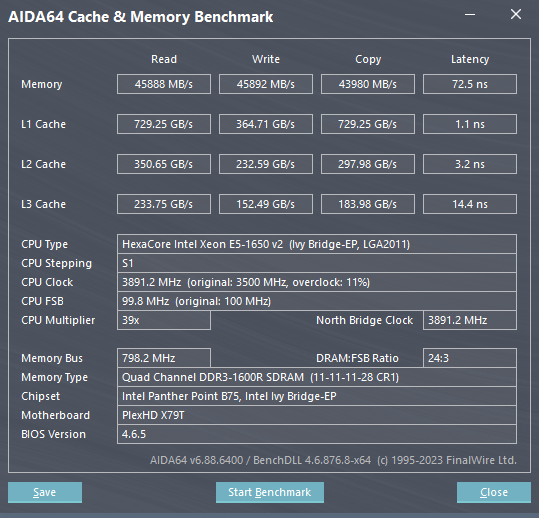 AIDA64 Cache & Memory Benchmark
Read Write Copy Latency
Memory 45888 MB/s 45892 MB/s 43980 MB/s 72.5 ns
L1 Cache 729.25 GB/s 364.71 GB/s 729.25 GB/s 1.1 ns
L2 Cache 350.65 GB/s 232.59 GB/s 297.98 GB/s 3.2 ns
L3 Cache 233.75 GB/s 152.49 GB/s 183.98 GB/s 14.4 ns
CPU Type HexaCore Intel Xeon E5-1650 v2 (Ivy Bridge-EP, LGA2011)
CPU Stepping S1
CPU Clock 3891.2 MHz (original: 3500 MHz, overclock: 11%)
CPU FSB 99.8 MHz (original: 100 MHz)
CPU Multiplier 39x North Bridge Clock 3891.2 MHz
Memory Bus 798.2 MHz DRAM:FSB Ratio 24:3
Memory Type Quad Channel DDR3-1600R SDRAM (11-11-11-28 CR1)
Chipset Intel Panther Point B75, Intel Ivy Bridge-EP
Motherboard PlexHD X79T
BIOS Version 4.6.5
AIDA64 v6.88.6400 / BenchDLL 4.6.876.8-x64 (c) 1995-2023 FinalWire Ltd.
Save Start Benchmark Close